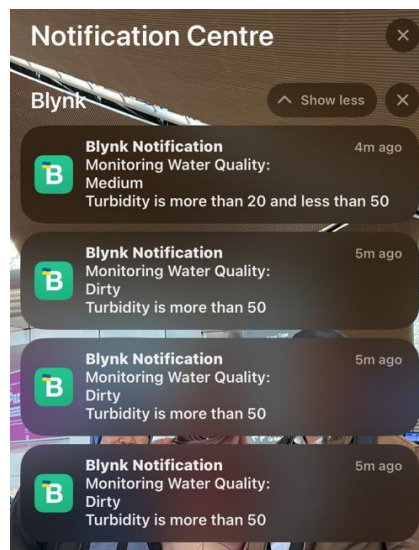 Notification Centre
Blynk
Show less
Blynk Notification
4m ago
Monitoring Water Quality:
Medium
Turbidity is more than 20 and less than 50
Blynk Notification
5m ago
Monitoring Water Quality:
Dirty
Turbidity is more than 50
Blynk Notification
5m ago
Monitoring Water Quality:
Dirty
Turbidity is more than 50
Blynk Notification
5m ago
Monitoring Water Quality:
Dirty
Turbidity is more than 50